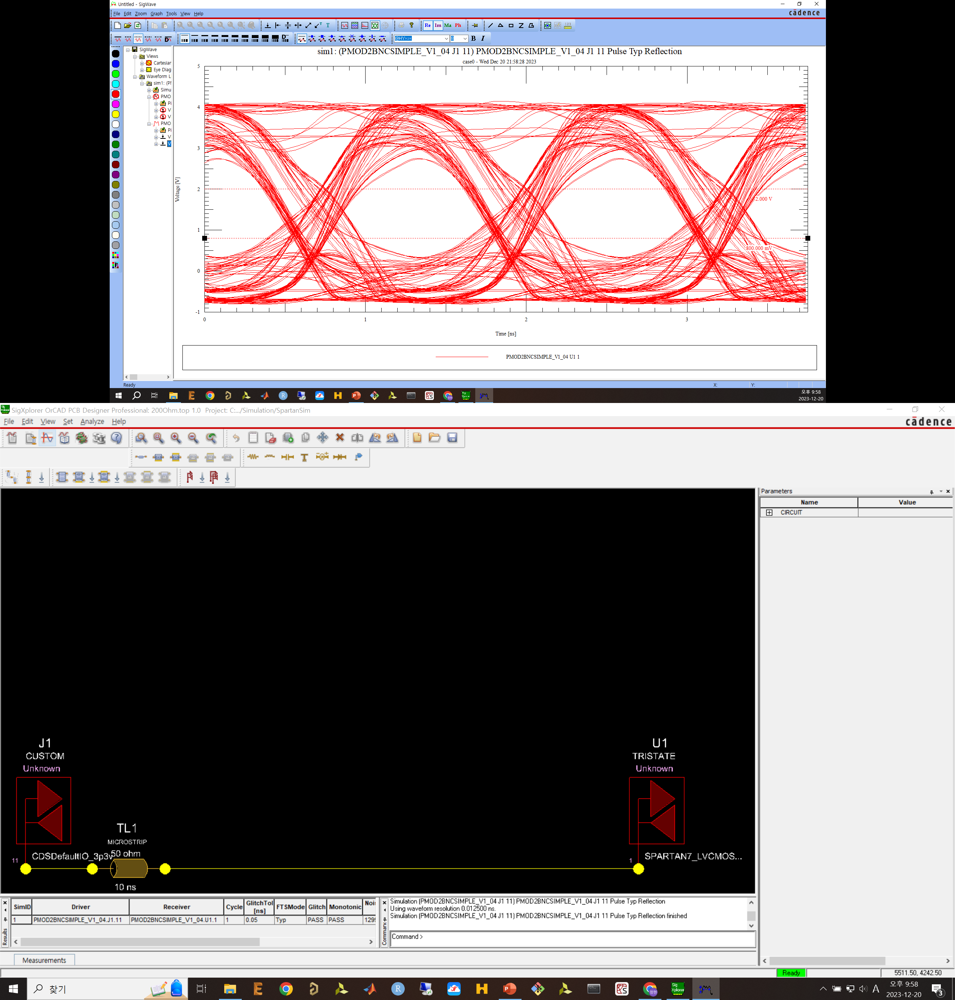 Untitled - SigWave
File Edit Zoom Graph Tools View Help
cādence
Re Im Ma Ph
B I
SigWave
Views
Cartesian
Eye Diag
Waveform L
sim1: (PI
Simu
PMO
Pi
V
V
PMO
Pi
V
V
sim1: (PMOD2BNCSIMPLE_V1_04 J1 11) PMOD2BNCSIMPLE_V1_04 J1 11 Pulse Typ Reflection
case0 - Wed Dec 20 21:58:28 2023
5
4
3
2
1
0
-1
Voltage [V]
2.000 V
800.000 mV
0 1 2 3
Time [ns]
PMOD2BNCSIMPLE_V1_04 U1 1
Ready
X: Y:
오후 9:58
2023-12-20
SigXplorer OrCAD PCB Designer Professional: 200Ohm.top 1.0 Project: C:.../Simulation/SpartanSim
File Edit View Set Analyze Help
cādence
Parameters
Name Value
CIRCUIT
J1
CUSTOM
Unknown
U1
TRISTATE
Unknown
TL1
MICROSTRIP
50 ohm
11
CDSDefaultIO_3p3v
10 ns
1
SPARTAN7_LVCMOS...
SimID Driver Receiver Cycle GlitchTol [ns] FTSMode Glitch Monotonic Noi
1 PMOD2BNCSIMPLE_V1_04.J1.11 PMOD2BNCSIMPLE_V1_04.U1.1 1 0.05 Typ PASS PASS 129
Results
Simulation (PMOD2BNCSIMPLE_V1_04 J1 11) PMOD2BNCSIMPLE_V1_04 J1 11 Pulse Typ Reflection
Using waveform resolution 0.012500 ns.
Simulation (PMOD2BNCSIMPLE_V1_04 J1 11) PMOD2BNCSIMPLE_V1_04 J1 11 Pulse Typ Reflection finished
Command >
Measurements
Ready
5511.50, 4242.50
찾기
A
오후 9:58
2023-12-20
3